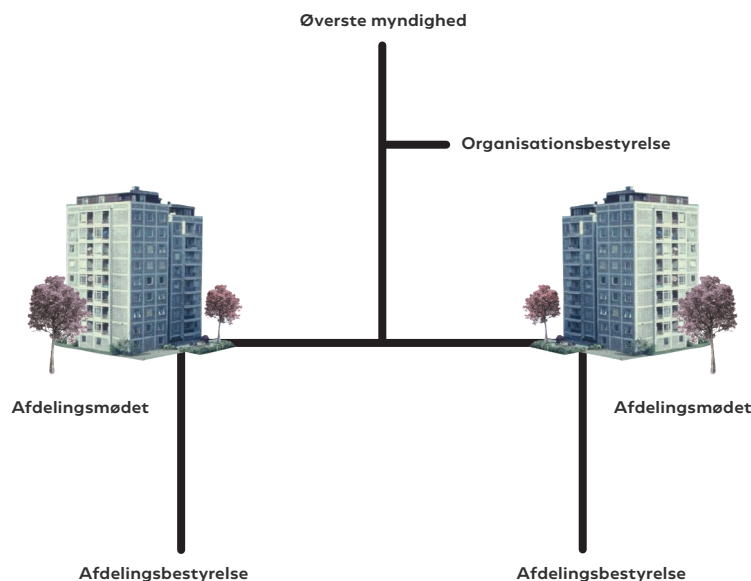 Øverste myndighed
Organisationsbestyrelse
Afdelingsmødet
Afdelingsmødet
Afdelingsbestyrelse
Afdelingsbestyrelse